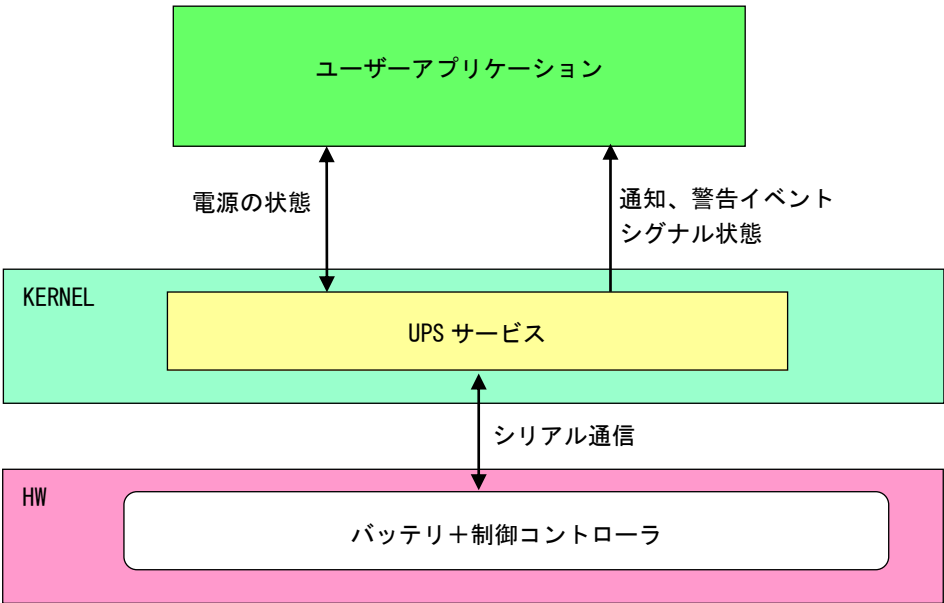 ユーザーアプリケーション
電源の状態
通知、警告イベント
シグナル状態
KERNEL
UPS サービス
シリアル通信
HW
バッテリ＋制御コントローラ